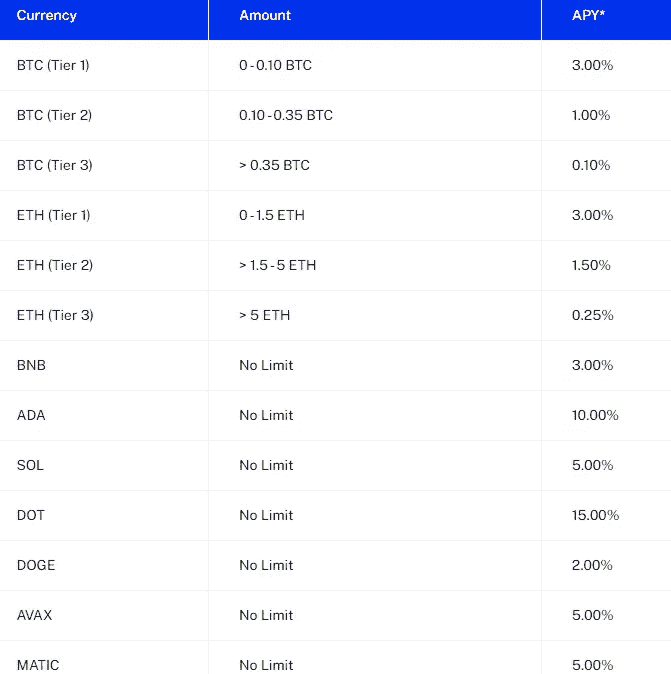 Currency Amount APY*
BTC (Tier 1) 0 - 0.10 BTC 3.00%
BTC (Tier 2) 0.10 - 0.35 BTC 1.00%
BTC (Tier 3) > 0.35 BTC 0.10%
ETH (Tier 1) 0 - 1.5 ETH 3.00%
ETH (Tier 2) > 1.5 - 5 ETH 1.50%
ETH (Tier 3) > 5 ETH 0.25%
BNB No Limit 3.00%
ADA No Limit 10.00%
SOL No Limit 5.00%
DOT No Limit 15.00%
DOGE No Limit 2.00%
AVAX No Limit 5.00%
MATIC No Limit 5.00%